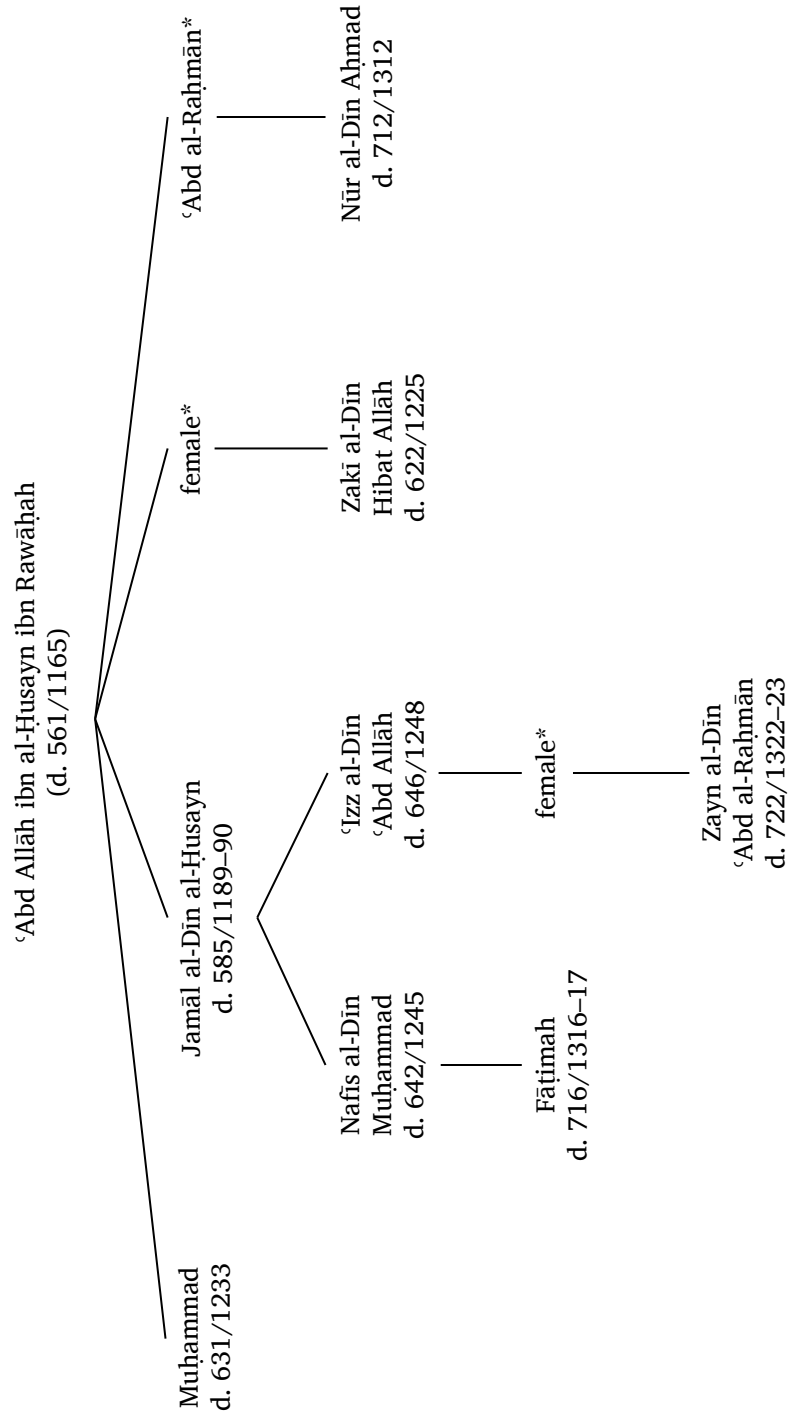 ʿAbd Allāh ibn al-Ḥusayn ibn Rawāḥah
(d. 561/1165)
Muḥammad
d. 631/1233
Jamāl al-Dīn al-Ḥusayn
d. 585/1189–90
female*
ʿAbd al-Raḥmān*
Nafīs al-Dīn
Muḥammad
d. 642/1245
ʿIzz al-Dīn
ʿAbd Allāh
d. 646/1248
Zakī al-Dīn
Hibat Allāh
d. 622/1225
Nūr al-Dīn Aḥmad
d. 712/1312
Fāṭimah
d. 716/1316–17
female*
Zayn al-Dīn
ʿAbd al-Raḥmān
d. 722/1322–23